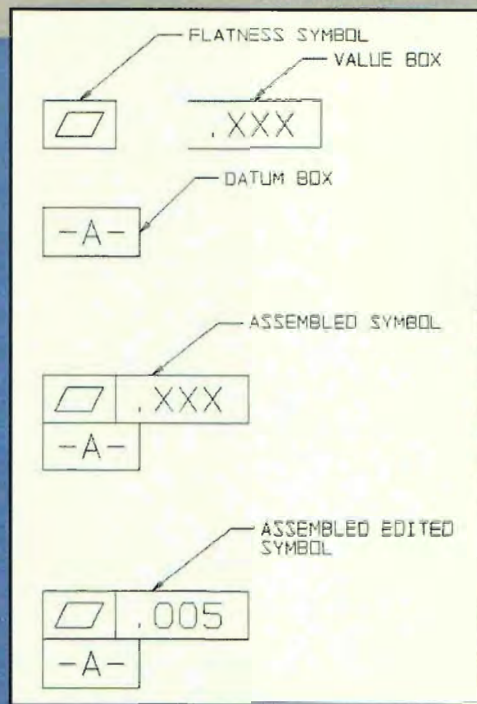 FLATNESS SYMBOL
VALUE BOX
.XXX
DATUM BOX
-A-
ASSEMBLED SYMBOL
.XXX
-A-
ASSEMBLED EDITED
SYMBOL
.005
-A-